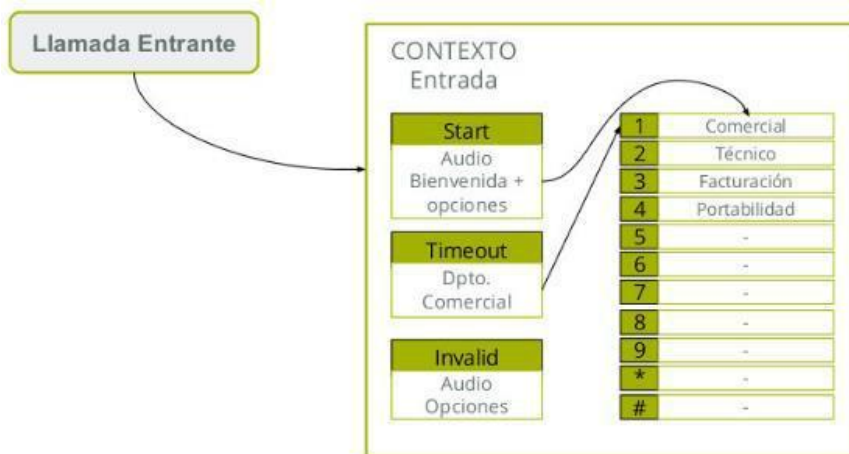 Llamada Entrante
CONTEXTO
Entrada
Start
Audio
Bienvenida +
opciones
Timeout
Dpto.
Comercial
Invalid
Audio
Opciones
1 Comercial
2 Técnico
3 Facturación
4 Portabilidad
5 -
6 -
7 -
8 -
9 -
* -
# -